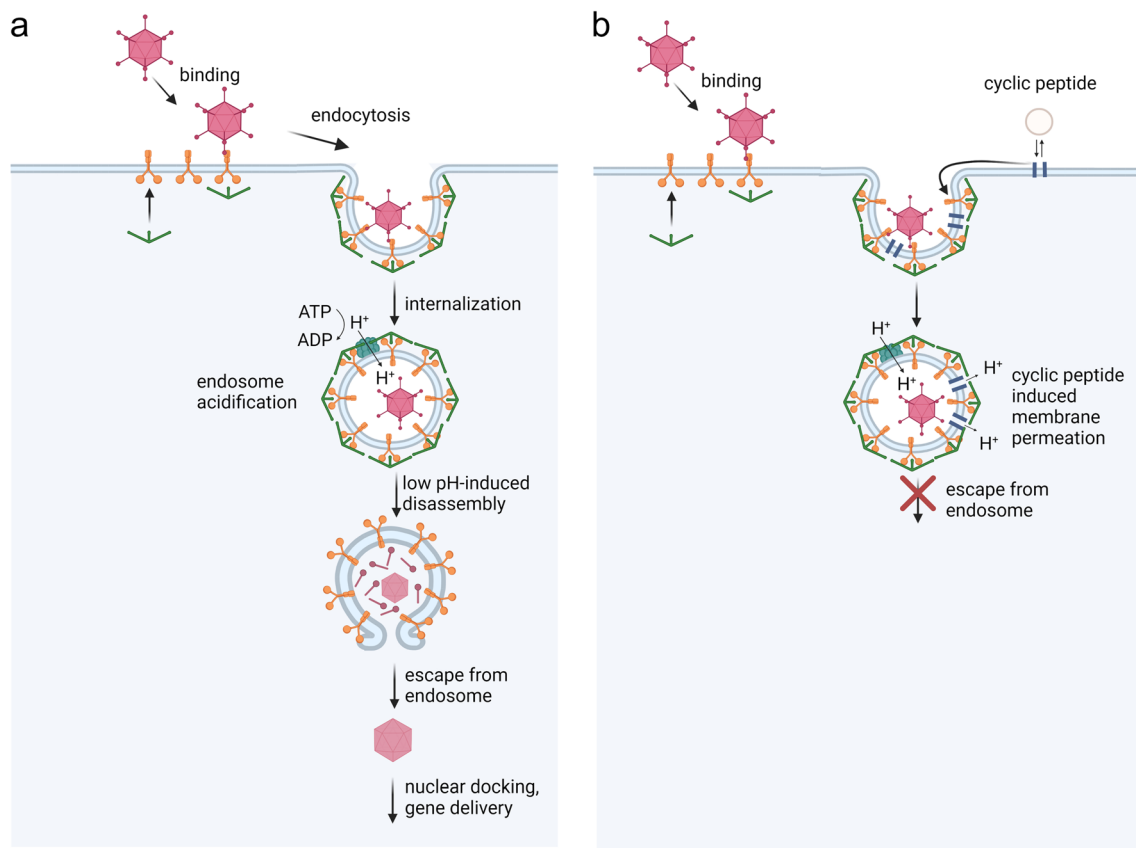 a
binding
endocytosis
internalization
ATP
ADP
H⁺
H⁺
endosome
acidification
low pH-induced
disassembly
escape from
endosome
nuclear docking,
gene delivery
b
binding
cyclic peptide
H⁺
H⁺
H⁺
cyclic peptide
induced
membrane
permeation
H⁺
escape from
endosome